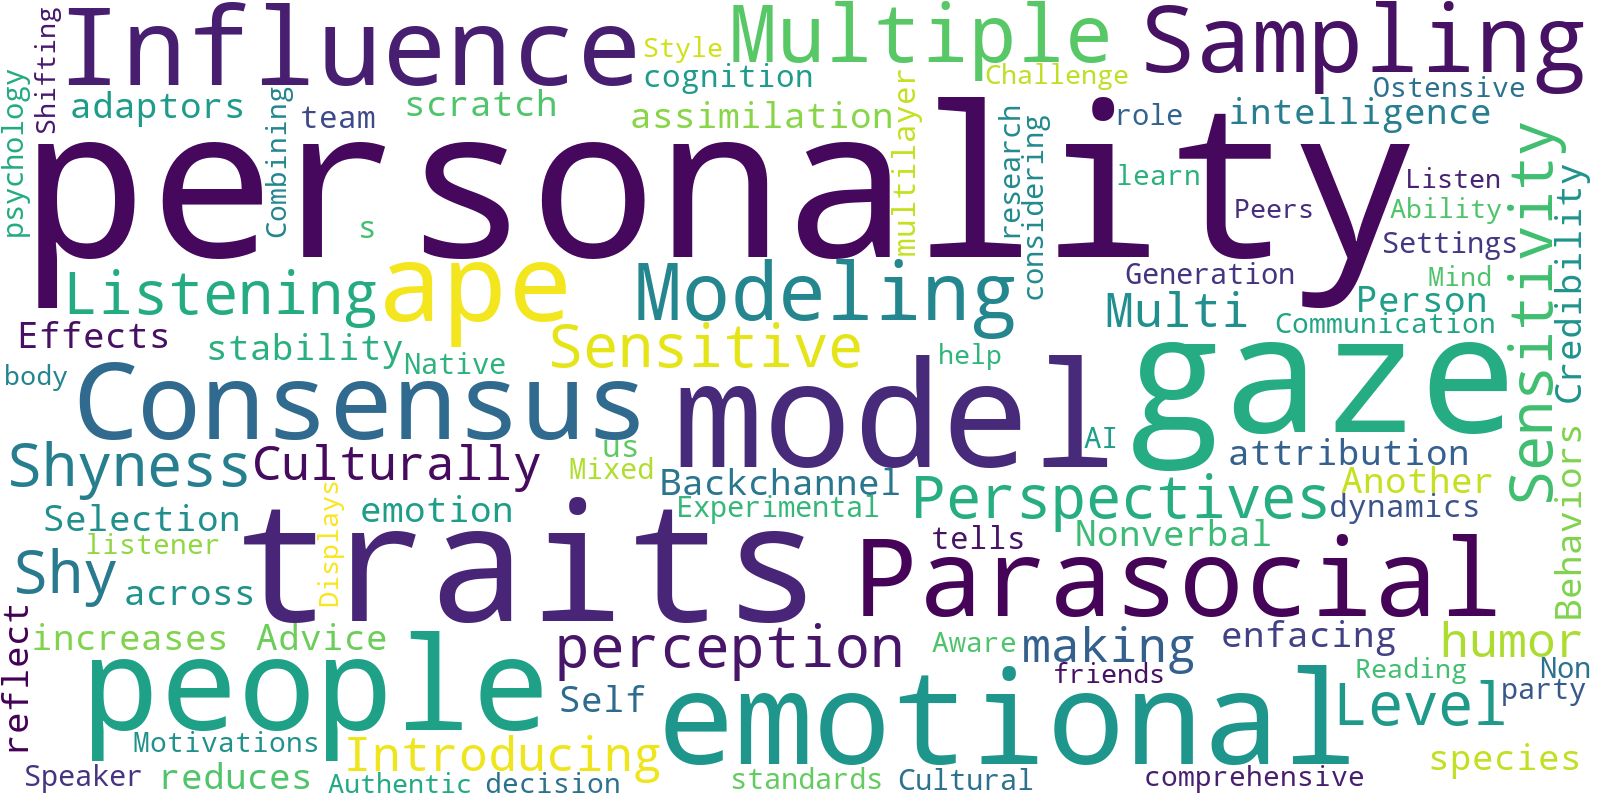 Influence
Style
Multiple
Sampling
Shifting
cognition
Challenge
Ostensive
psychology
adaptors
Combining
team
scratch
assimilation
multilayer
research
considering
role
intelligence
personality
s
learn
Listen
Peers
Ability
Settings
Sensitivity
Credibility
Listening
ape
Modeling
Generation
Mind
Multi
Person
Communication
Effects
stability
Native
Sensitive
help
gaze
body
Consensus
model
AI
us
Shyness
Culturally
Mixed
Backchannel
attribution
Another
Behaviors
Displays
Selection
emotion
Experimental
Perspectives
dynamics
listener
tells
Nonverbal
Shy
across
traits
Parasocial
reflect
increases
Advice
perception
Aware
making
enfacing
humor
people
friends
Reading
Non
Self
emotional
Level
party
Motivations
Introducing
species
Speaker
reduces
Authentic
decision
standards
Cultural
comprehensive